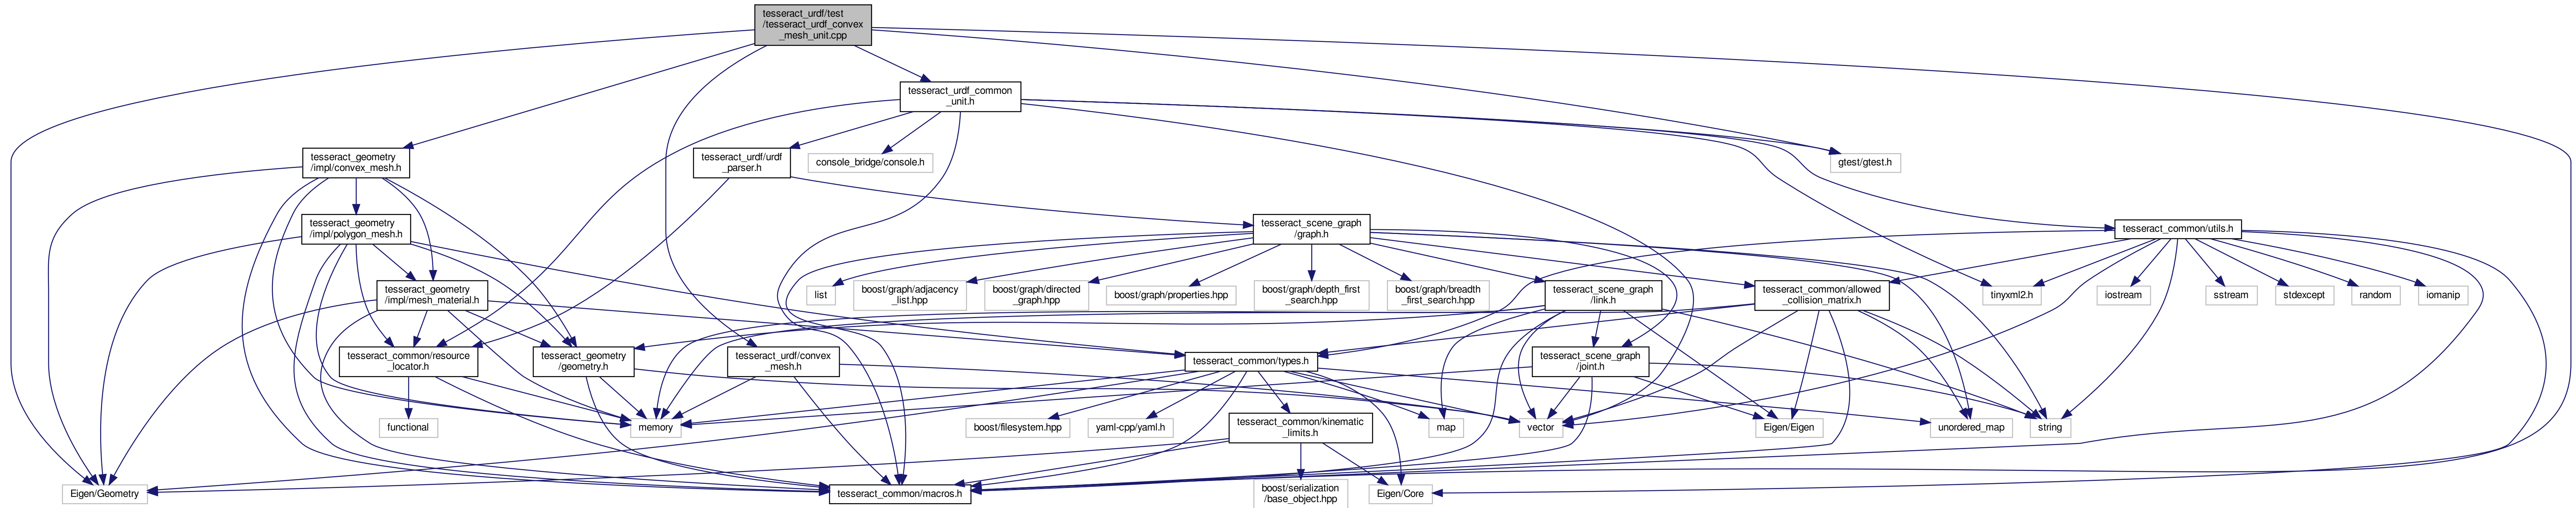 tesseract_urdf/test
/tesseract_urdf_convex
_mesh_unit.cpp
tesseract_urdf_common
_unit.h
tesseract_geometry
/impl/convex_mesh.h
tesseract_urdf/urdf
_parser.h
console_bridge/console.h
gtest/gtest.h
tesseract_geometry
/impl/polygon_mesh.h
tesseract_scene_graph
/graph.h
tesseract_common/utils.h
tesseract_geometry
/impl/mesh_material.h
list
boost/graph/adjacency
_list.hpp
boost/graph/directed
_graph.hpp
boost/graph/properties.hpp
boost/graph/depth_first
_search.hpp
boost/graph/breadth
_first_search.hpp
tesseract_scene_graph
/link.h
tesseract_common/allowed
_collision_matrix.h
tinyxml2.h
iostream
sstream
stdexcept
random
iomanip
tesseract_common/resource
_locator.h
tesseract_geometry
/geometry.h
tesseract_urdf/convex
_mesh.h
tesseract_common/types.h
tesseract_scene_graph
/joint.h
functional
memory
boost/filesystem.hpp
yaml-cpp/yaml.h
tesseract_common/kinematic
_limits.h
map
vector
Eigen/Eigen
unordered_map
string
Eigen/Geometry
tesseract_common/macros.h
boost/serialization
/base_object.hpp
Eigen/Core